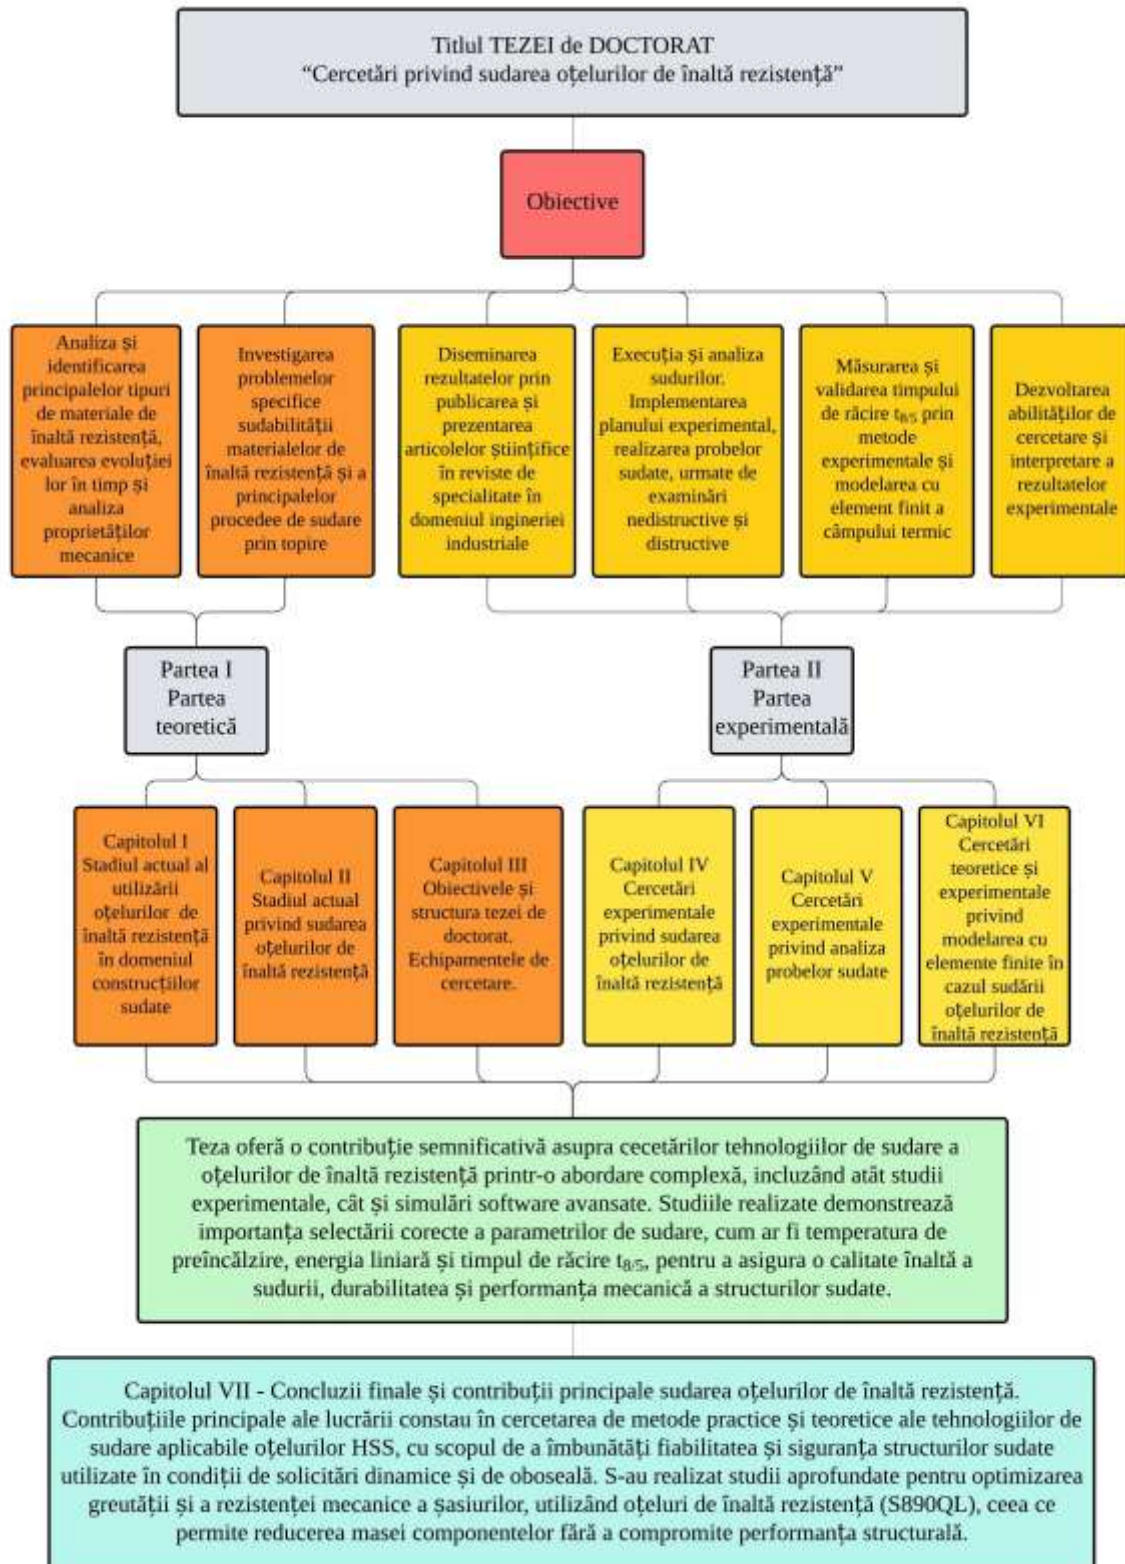 Titlul TEZEI de DOCTORAT
“Cercetări privind sudarea oțelurilor de înaltă rezistență”
Obiective
Analiza și
identificarea
principalelor tipuri
de materiale de
înaltă rezistență,
evaluarea evoluției
lor în timp și
analiza
proprietăților
mecanice
Investigarea
problemelor
specifice
sudabilității
materialelor de
înaltă rezistență și a
principalelor
procedee de sudare
prin topire
Diseminarea
rezultatelor prin
publicarea și
prezentarea
articolelor științifice
în reviste de
specialitate în
domeniul ingineriei
industriale
Execuția și analiza
sudurilor.
Implementarea
planului experimental,
realizarea probelor
sudate, urmate de
examinări
nedistructive și
distructive
Măsurarea și
validarea timpului
de răcire t8/5 prin
metode
experimentale și
modelarea cu
element finit a
câmpului termic
Dezvoltarea
abilităților de
cercetare și
interpretare a
rezultatelor
experimentale
Partea I
Partea
teoretică
Partea II
Partea
experimentală
Capitolul I
Stadiul actual al
utilizării
oțelurilor de
înaltă rezistență
în domeniul
construcțiilor
sudate
Capitolul II
Stadiul actual
privind sudarea
oțelurilor de
înaltă rezistență
Capitolul III
Obiectivele și
structura tezei de
doctorat.
Echipamentele de
cercetare.
Capitolul IV
Cercetări
experimentale
privind sudarea
oțelurilor de
înaltă rezistență
Capitolul V
Cercetări
experimentale
privind analiza
probelor sudate
Capitolul VI
Cercetări
teoretice și
experimentale
privind
modelarea cu
elemente finite în
cazul sudării
oțelurilor de
înaltă rezistență
Teza oferă o contribuție semnificativă asupra cecetărilor tehnologiilor de sudare a
oțelurilor de înaltă rezistență printr-o abordare complexă, incluzând atât studii
experimentale, cât și simulări software avansate. Studiile realizate demonstrează
importanța selectării corecte a parametrilor de sudare, cum ar fi temperatura de
preîncălzire, energia liniară și timpul de răcire t8/5, pentru a asigura o calitate înaltă a
sudurii, durabilitatea și performanța mecanică a structurilor sudate.
Capitolul VII - Concluzii finale și contribuții principale sudarea oțelurilor de înaltă rezistență.
Contribuțiile principale ale lucrării constau în cercetarea de metode practice și teoretice ale tehnologiilor de
sudare aplicabile oțelurilor HSS, cu scopul de a îmbunătăți fiabilitatea și siguranța structurilor sudate
utilizate în condiții de solicitări dinamice și de oboseală. S-au realizat studii aprofundate pentru optimizarea
greutății și a rezistenței mecanice a șasiurilor, utilizând oțeluri de înaltă rezistență (S890QL), ceea ce
permite reducerea masei componentelor fără a compromite performanța structurală.